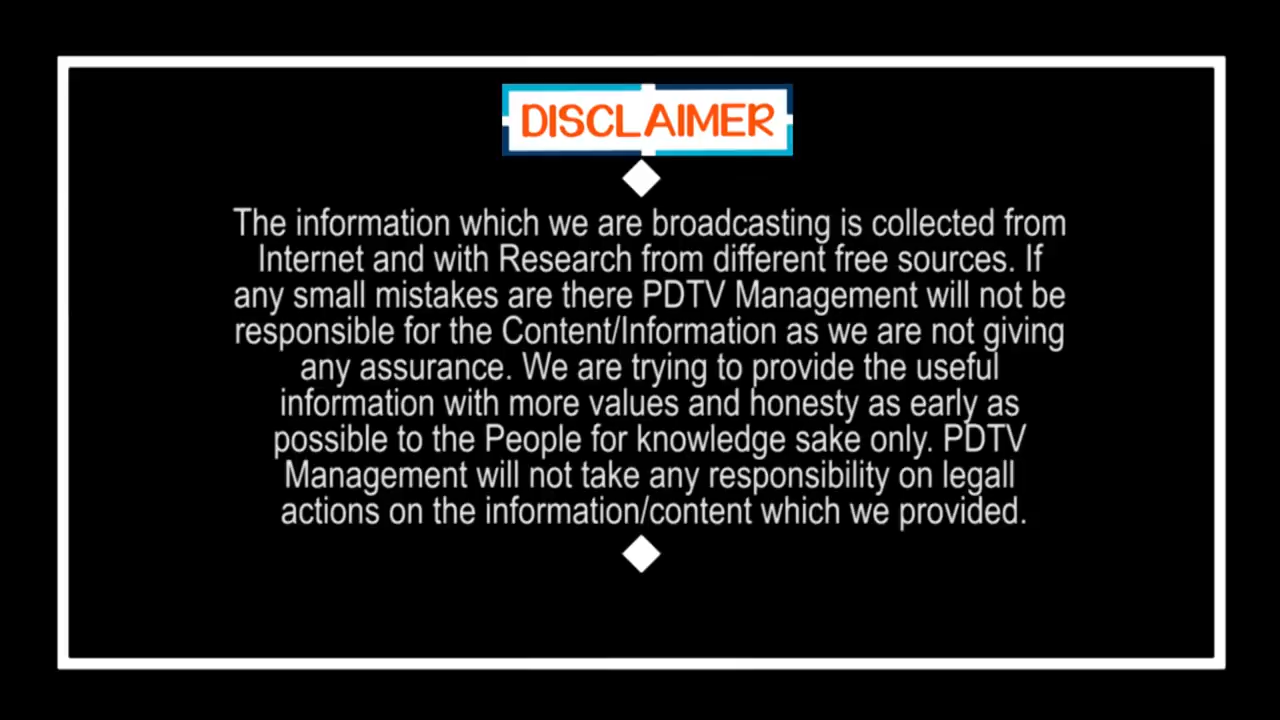 DISCLAIMER
The information which we are broadcasting is collected from
Internet and with Research from different free sources. If
any small mistakes are there PDTV Management will not be
responsible for the Content/Information as we are not giving
any assurance. We are trying to provide the useful
information with more values and honesty as early as
possible to the People for knowledge sake only. PDTV
Management will not take any responsibility on legall
actions on the information/content which we provided.